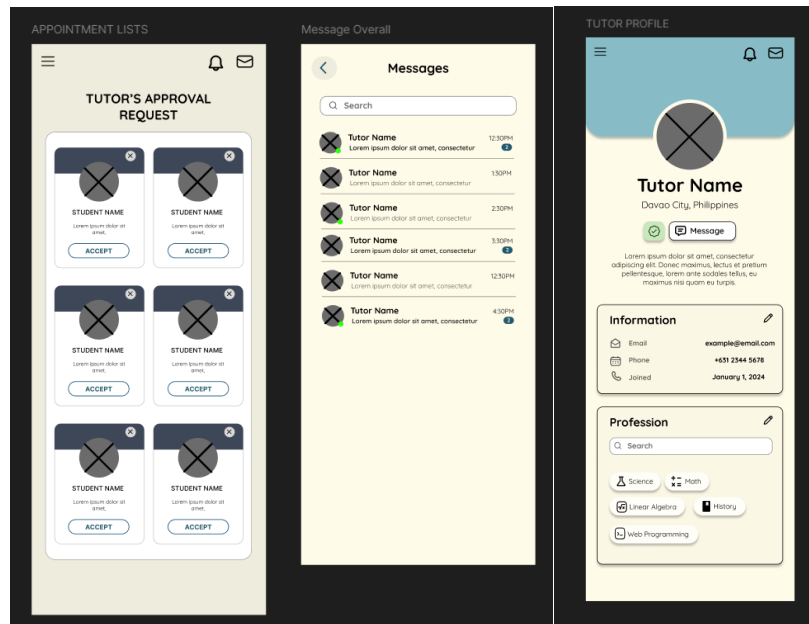 APPOINTMENT LISTS
TUTOR'S APPROVAL
REQUEST
STUDENT NAME
Lorem ipsum dolor sit
amet,
ACCEPT
STUDENT NAME
Lorem ipsum dolor sit
amet,
ACCEPT
STUDENT NAME
Lorem ipsum dolor sit
amet,
ACCEPT
STUDENT NAME
Lorem ipsum dolor sit
amet,
ACCEPT
STUDENT NAME
Lorem ipsum dolor sit
amet,
ACCEPT
STUDENT NAME
Lorem ipsum dolor sit
amet,
ACCEPT
Message Overall
Messages
Search
Tutor Name 12:30PM
Lorem ipsum dolor sit amet, consectetur 2
Tutor Name 1:30PM
Lorem ipsum dolor sit amet, consectetur
Tutor Name 2:30PM
Lorem ipsum dolor sit amet, consectetur
Tutor Name 3:30PM
Lorem ipsum dolor sit amet, consectetur 2
Tutor Name 12:30PM
Lorem ipsum dolor sit amet, consectetur
Tutor Name 4:30PM
Lorem ipsum dolor sit amet, consectetur 2
TUTOR PROFILE
Tutor Name
Davao City, Philippines
Message
Lorem ipsum dolor sit amet, consectetur
adipiscing elit. Donec maximus, lectus et pretium
pellentesque, lorem ante sodales tellus, eu
maximus nisi quam eu turpis.
Information
Email example@email.com
Phone +631 2344 5678
Joined January 1, 2024
Profession
Search
Science
Math
Linear Algebra
History
Web Programming